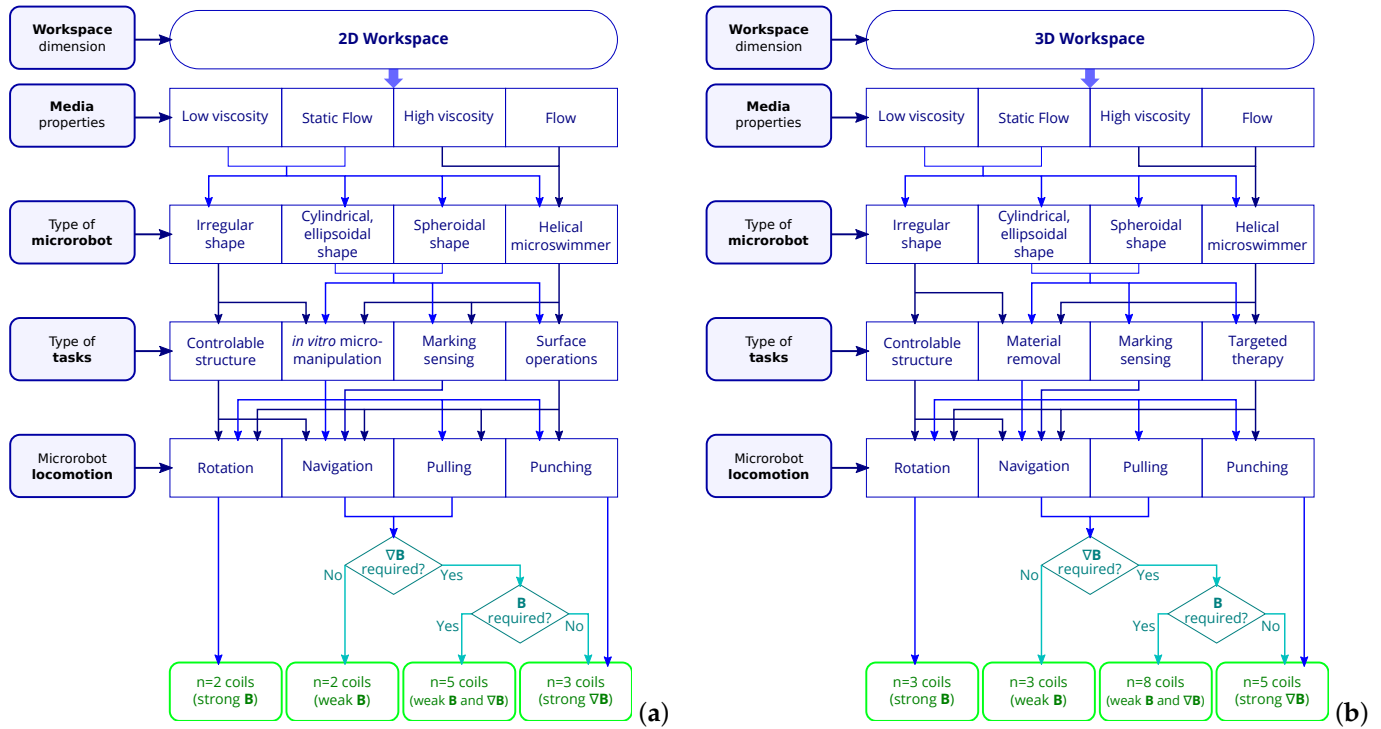 Workspace
dimension
2D Workspace
Media
properties
Low viscosity
Static Flow
High viscosity
Flow
Type of
microrobot
Irregular
shape
Cylindrical,
ellipsoidal
shape
Spheroidal
shape
Helical
microswimmer
Type of
tasks
Controlable
structure
in vitro micro-
manipulation
Marking
sensing
Surface
operations
Microrobot
locomotion
Rotation
Navigation
Pulling
Punching
∇B
required?
No
Yes
B
required?
Yes
No
n=2 coils
(strong B)
n=2 coils
(weak B)
n=5 coils
(weak B and ∇B)
n=3 coils
(strong ∇B)
(a)
Workspace
dimension
3D Workspace
Media
properties
Low viscosity
Static Flow
High viscosity
Flow
Type of
microrobot
Irregular
shape
Cylindrical,
ellipsoidal
shape
Spheroidal
shape
Helical
microswimmer
Type of
tasks
Controlable
structure
Material
removal
Marking
sensing
Targeted
therapy
Microrobot
locomotion
Rotation
Navigation
Pulling
Punching
∇B
required?
No
Yes
B
required?
Yes
No
n=3 coils
(strong B)
n=3 coils
(weak B)
n=8 coils
(weak B and ∇B)
n=5 coils
(strong ∇B)
(b)